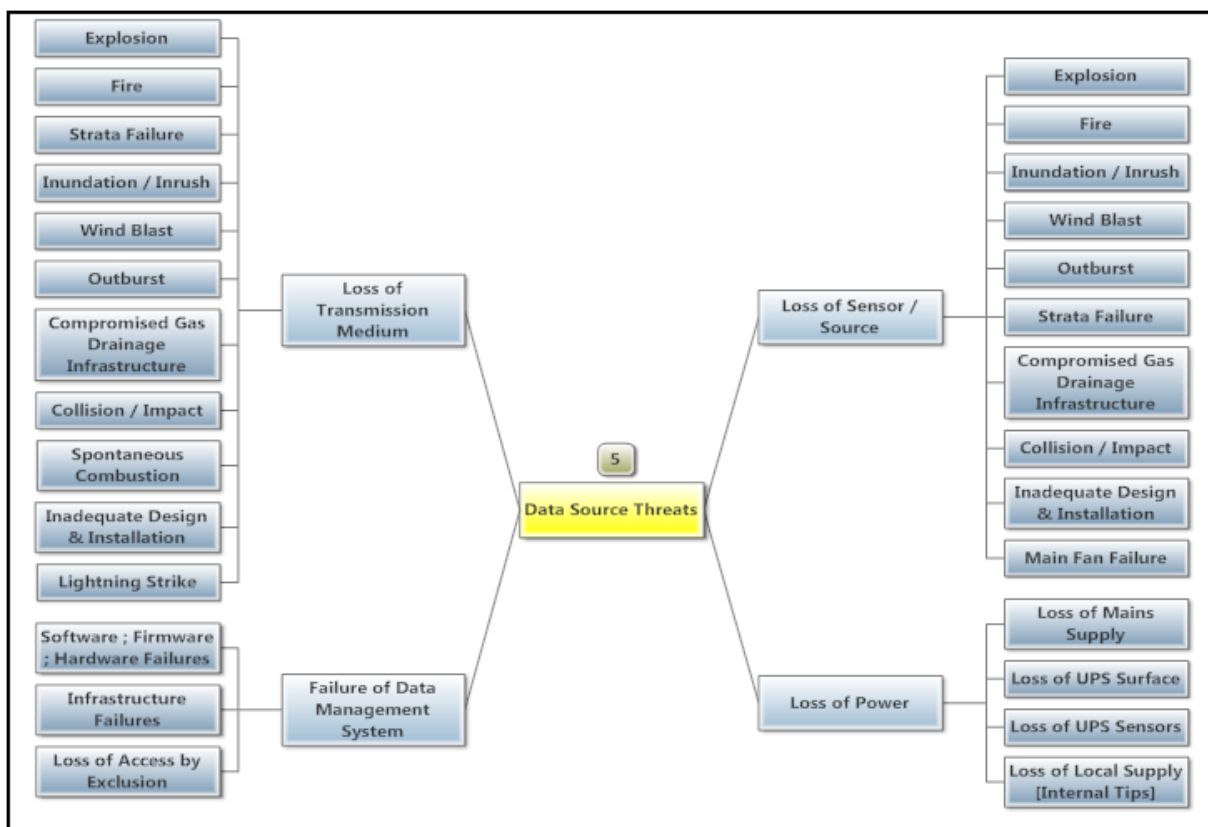 Explosion
Fire
Strata Failure
Inundation / Inrush
Wind Blast
Outburst
Compromised Gas
Drainage
Infrastructure
Collision / Impact
Spontaneous
Combustion
Inadequate Design
& Installation
Lightning Strike
Loss of
Transmission
Medium
Software ; Firmware
; Hardware Failures
Infrastructure
Failures
Loss of Access by
Exclusion
Failure of Data
Management
System
5
Data Source Threats
Loss of Sensor /
Source
Explosion
Fire
Inundation / Inrush
Wind Blast
Outburst
Strata Failure
Compromised Gas
Drainage
Infrastructure
Collision / Impact
Inadequate Design
& Installation
Main Fan Failure
Loss of Power
Loss of Mains
Supply
Loss of UPS Surface
Loss of UPS Sensors
Loss of Local Supply
[Internal Tips]